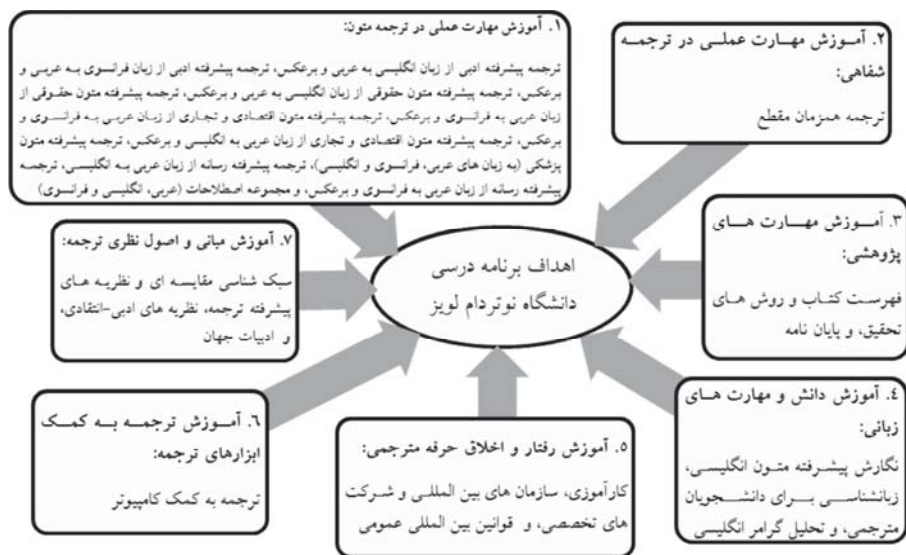 ۱. آموزش مهارت عملی در ترجمه متون:
ترجمه پیشرفته ادبی از زبان انگلیسی به عربی و برعکس، ترجمه پیشرفته ادبی از زبان فرانسوی به عربی و
برعکس، ترجمه پیشرفته متون حقوقی از زبان انگلیسی به عربی و برعکس، ترجمه پیشرفته متون حقوقی از
زبان عربی به فرانسوی و برعکس، ترجمه پیشرفته متون اقتصادی و تجاری از زبان عربی به فرانسوی و
برعکس، ترجمه پیشرفته متون اقتصادی و تجاری از زبان عربی به انگلیسی و برعکس، ترجمه پیشرفته متون
پزشکی (به زبان های عربی، فرانسوی و انگلیسی)، ترجمه پیشرفته رسانه از زبان عربی به انگلیسی، ترجمه
پیشرفته رسانه از زبان عربی به فرانسوی و برعکس، و مجموعه اصطلاحات (عربی، انگلیسی و فرانسوی)
۲. آموزش مهارت عملی در ترجمه
شفاهی:
ترجمه همزمان مقطع
۳. آموزش مهارت های
پژوهشی:
فهرست کتاب و روش های
تحقیق، و پایان نامه
٤. آموزش دانش و مهارت های
زبانی:
نگارش پیشرفته متون انگلیسی،
زبانشناسی برای دانشجویان
مترجمی، و تحلیل گرامر انگلیسی
۵. آموزش رفتار و اخلاق حرفه مترجمی:
کارآموزی، سازمان های بین المللی و شرکت
های تخصصی، و قوانین بین المللی عمومی
۶. آموزش ترجمه به کمک
ابزارهای ترجمه:
ترجمه به کمک کامپیوتر
۷. آموزش مبانی و اصول نظری ترجمه:
سبک شناسی مقایسه ای و نظریه های
پیشرفته ترجمه، نظریه های ادبی-انتقادی،
و ادبیات جهان
اهداف برنامه درسی
دانشگاه نوتردام لویز